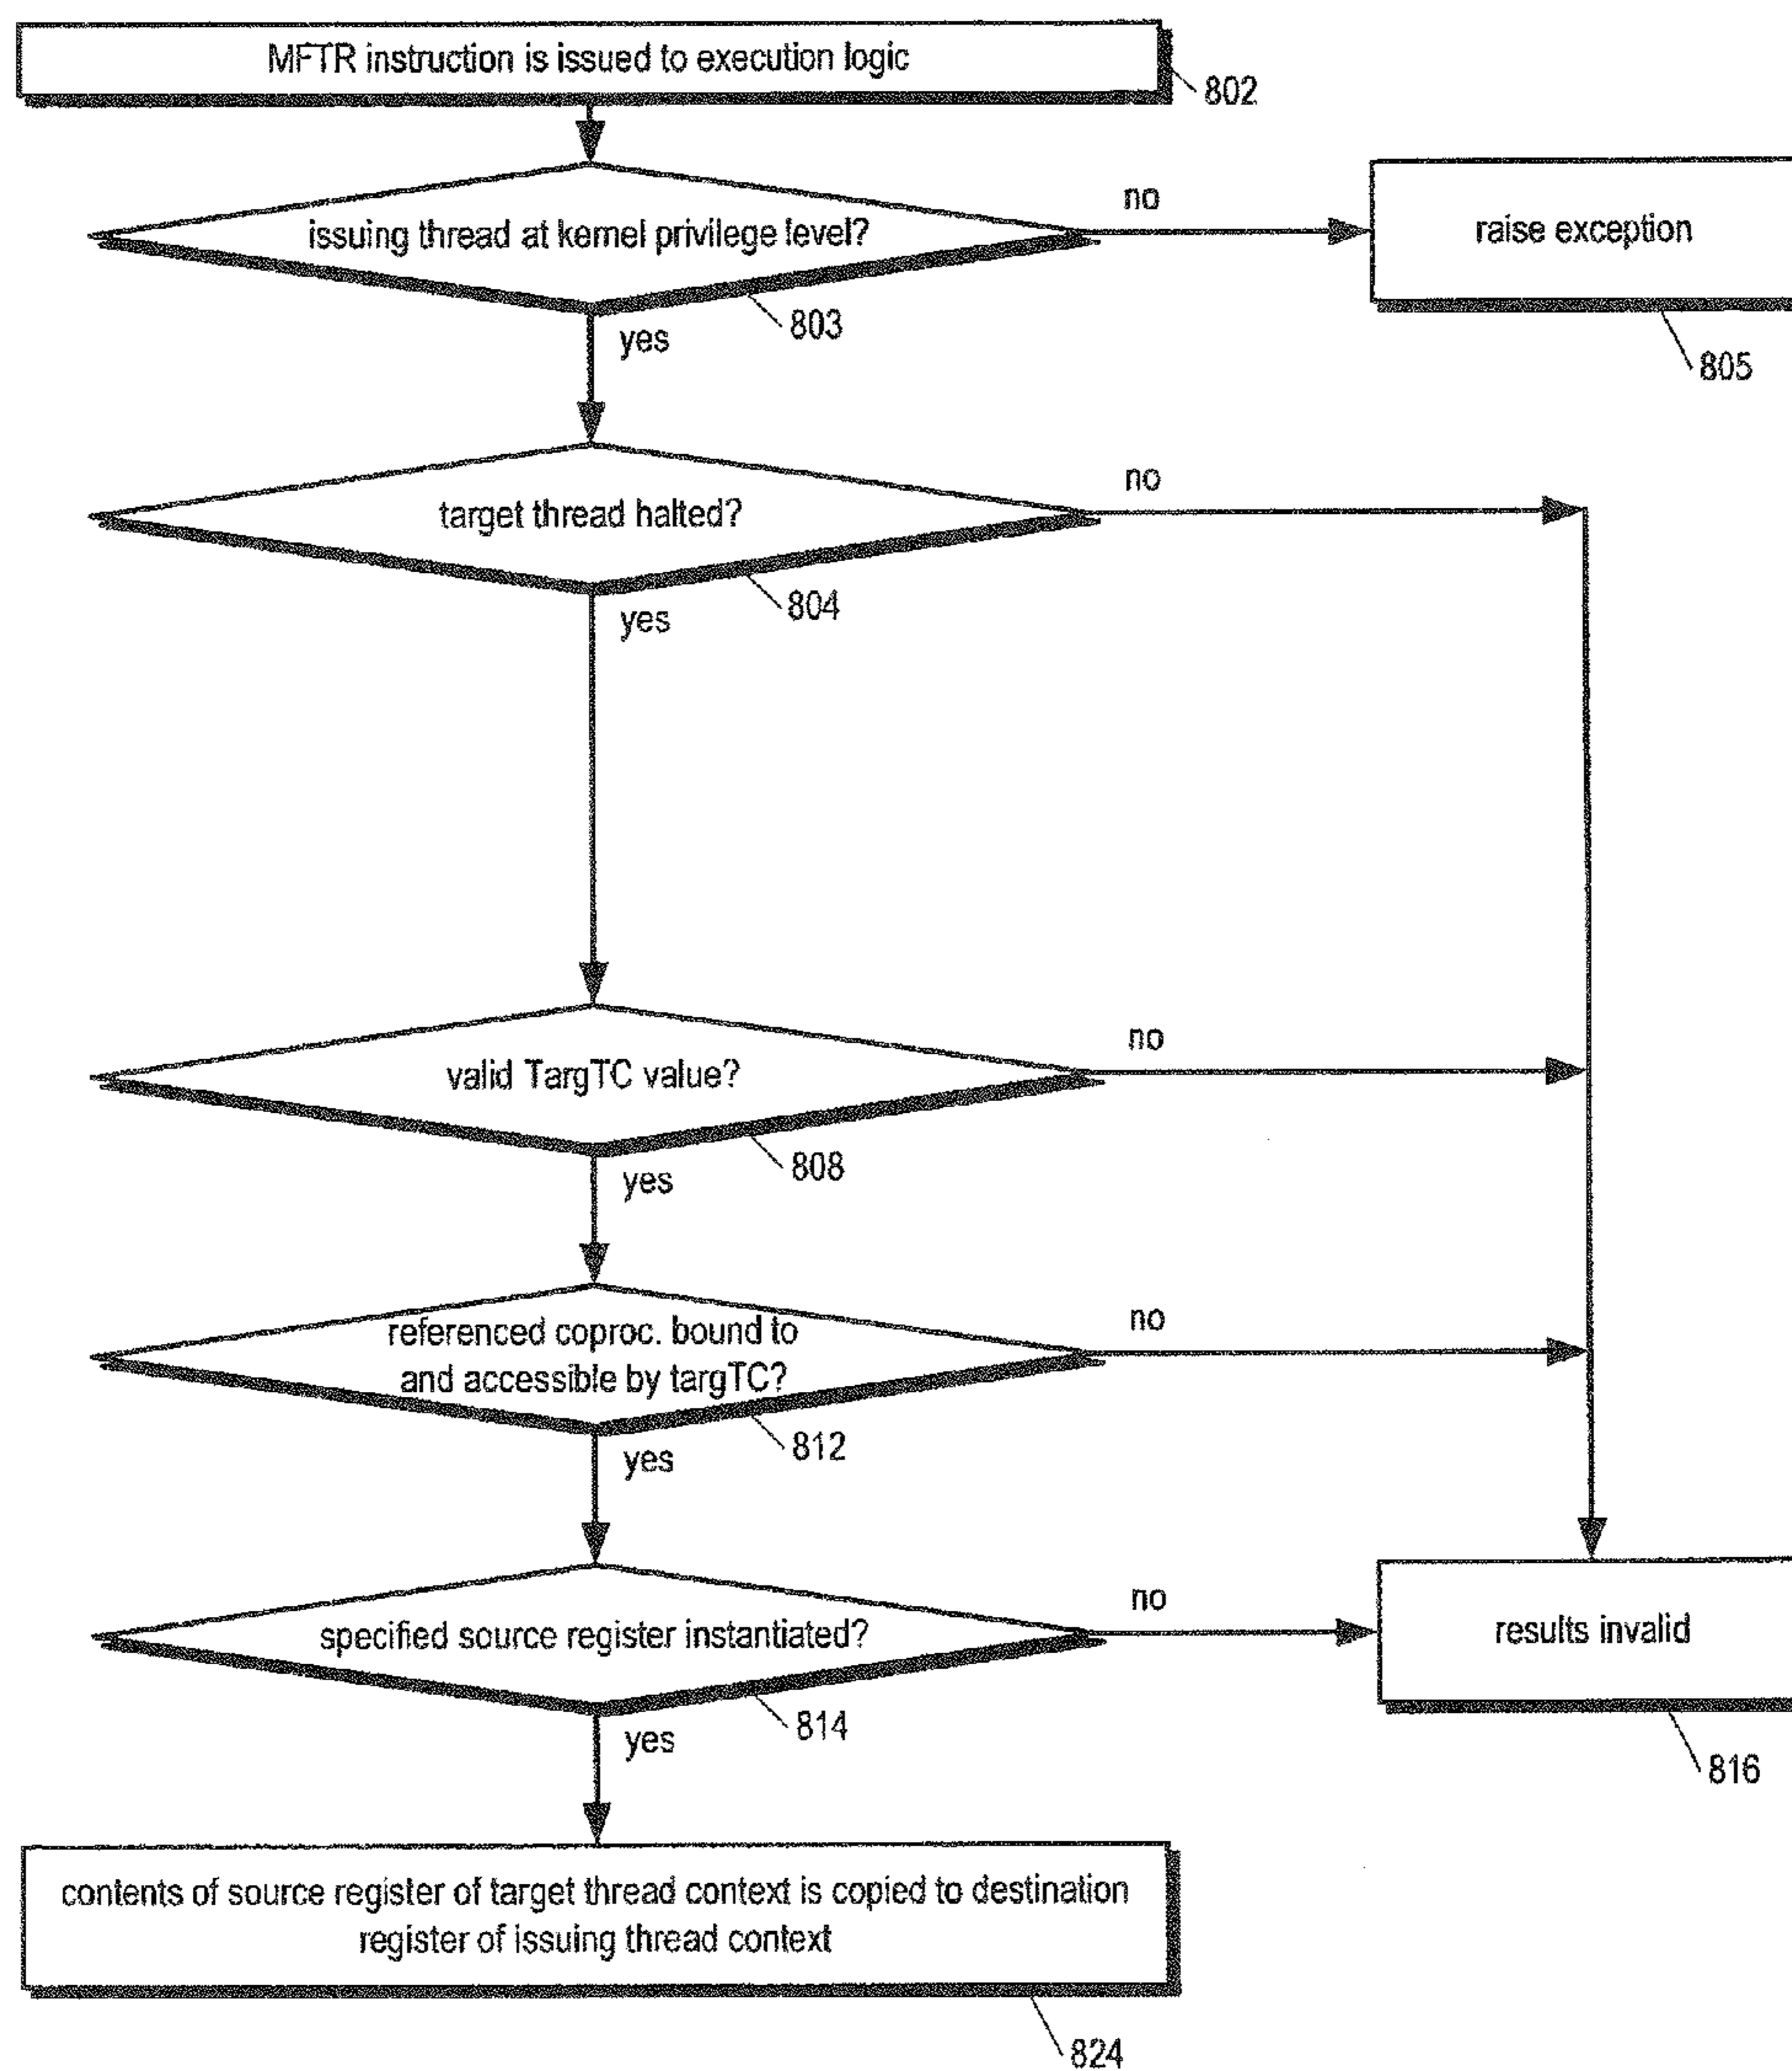 MFTR instruction is issued to execution logic
802
issuing thread at kernel privilege level?
no
raise exception
803
yes
805
target thread halted?
no
804
yes
valid TargTC value?
no
808
yes
referenced coproc. bound to
and accessible by targTC?
no
812
yes
specified source register instantiated?
no
results invalid
814
yes
816
contents of source register of target thread context is copied to destination
register of issuing thread context
824